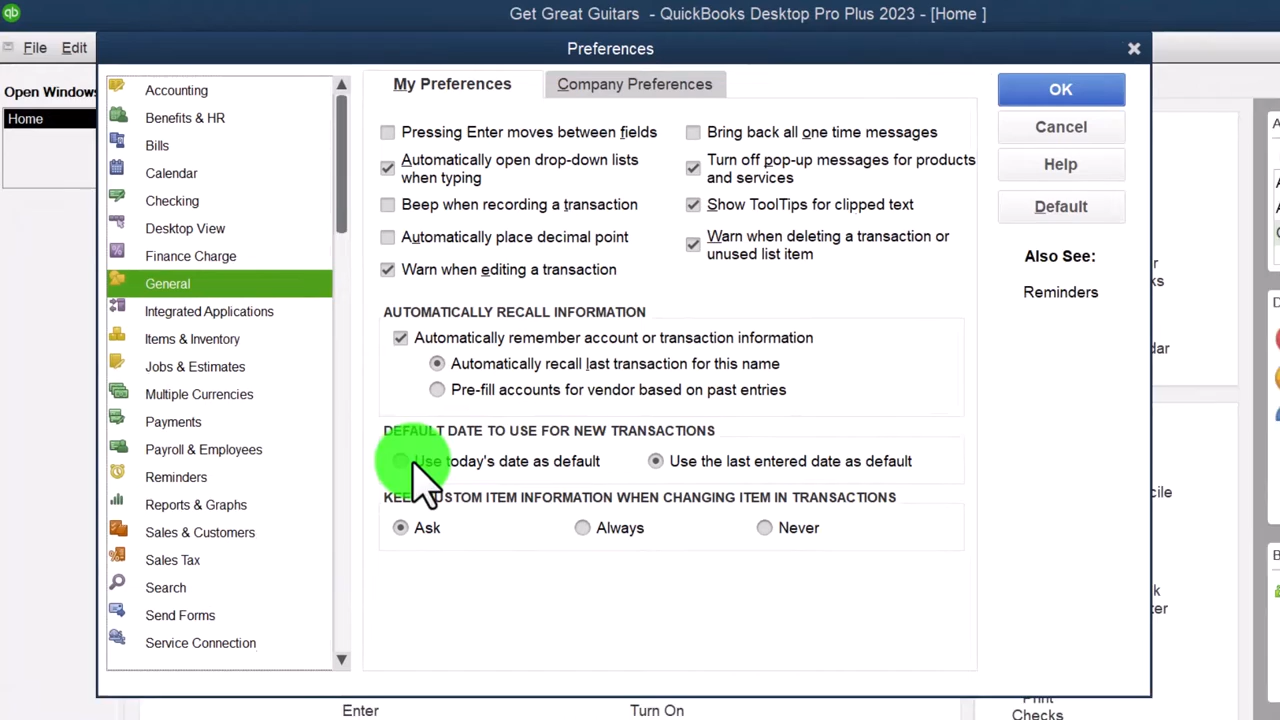 qb
Get Great Guitars - QuickBooks Desktop Pro Plus 2023 - [Home ]
File Edit
Preferences
Open Windows
Home
Accounting
Benefits & HR
Bills
Calendar
Checking
Desktop View
Finance Charge
General
Integrated Applications
Items & Inventory
Jobs & Estimates
Multiple Currencies
Payments
Payroll & Employees
Reminders
Reports & Graphs
Sales & Customers
Sales Tax
Search
Send Forms
Service Connection
My Preferences
Company Preferences
Pressing Enter moves between fields
Automatically open drop-down lists
when typing
Beep when recording a transaction
Automatically place decimal point
Warn when editing a transaction
Bring back all one time messages
Turn off pop-up messages for products
and services
Show ToolTips for clipped text
Warn when deleting a transaction or
unused list item
AUTOMATICALLY RECALL INFORMATION
Automatically remember account or transaction information
Automatically recall last transaction for this name
Pre-fill accounts for vendor based on past entries
DEFAULT DATE TO USE FOR NEW TRANSACTIONS
Use today's date as default
Use the last entered date as default
CUSTOM ITEM INFORMATION WHEN CHANGING ITEM IN TRANSACTIONS
Ask
Always
Never
OK
Cancel
Help
Default
Also See:
Reminders
Enter
Turn On
Print
Checks